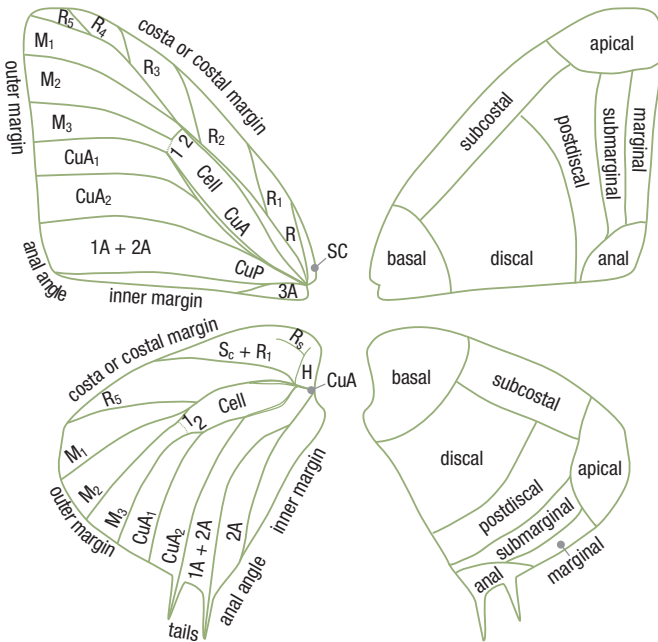 R₅
R₄
costa or costal margin
M₁
R₃
M₂
outer margin
M₃
1 2
R₂
CuA₁
Cell
CuA₂
CuA
R₁
R
1A + 2A
SC
anal angle
CuP
inner margin
3A
apical
subcostal
postdiscal
submarginal
marginal
basal
discal
anal
costa or costal margin
Rₛ
S꜀ + R₁
H
CuA
R₅
Cell
1 2
M₁
M₂
outer margin
M₃
CuA₁
CuA₂
1A + 2A
2A
inner margin
anal angle
tails
basal
subcostal
discal
apical
postdiscal
submarginal
anal
marginal